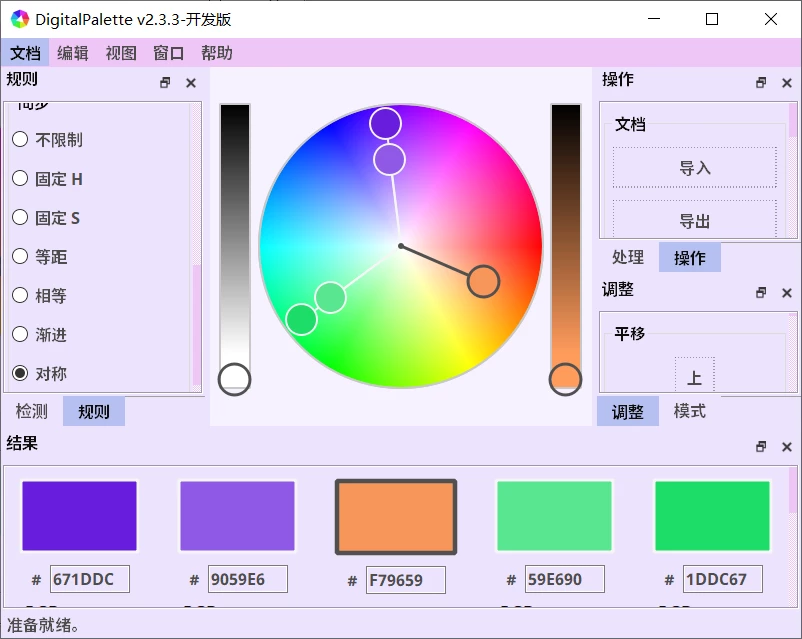 DigitalPalette v2.3.3-开发版
文档 编辑 视图 窗口 帮助
规则
同步
不限制
固定 H
固定 S
等距
相等
渐进
对称
检测 规则
操作
文档
导入
导出
处理 操作
调整
平移
上
调整 模式
结果
# 671DDC # 9059E6 # F79659 # 59E690 # 1DDC67
准备就绪。